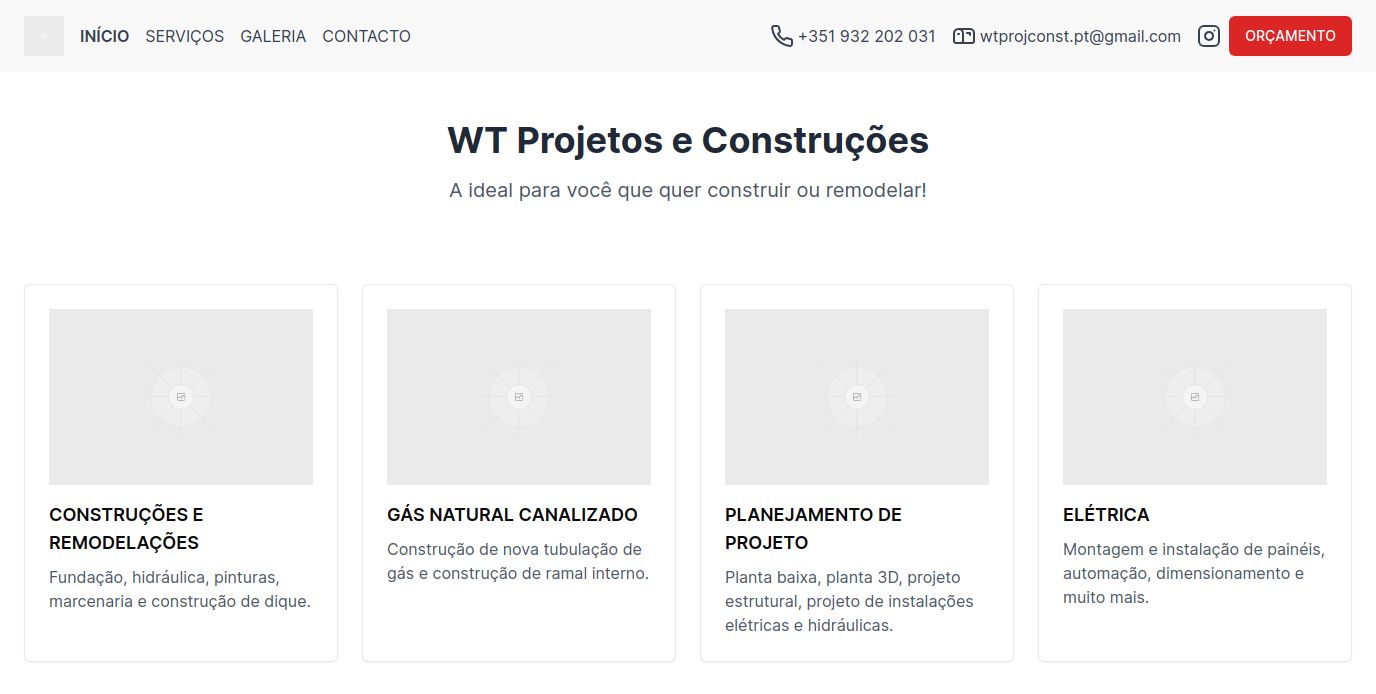 INÍCIO SERVIÇOS GALERIA CONTACTO +351 932 202 031 wtprojconst.pt@gmail.com ORÇAMENTO
WT Projetos e Construções
A ideal para você que quer construir ou remodelar!
CONSTRUÇÕES E
REMODELAÇÕES
Fundação, hidráulica, pinturas,
marcenaria e construção de dique.
GÁS NATURAL CANALIZADO
Construção de nova tubulação de
gás e construção de ramal interno.
PLANEJAMENTO DE
PROJETO
Planta baixa, planta 3D, projeto
estrutural, projeto de instalações
elétricas e hidráulicas.
ELÉTRICA
Montagem e instalação de painéis,
automação, dimensionamento e
muito mais.